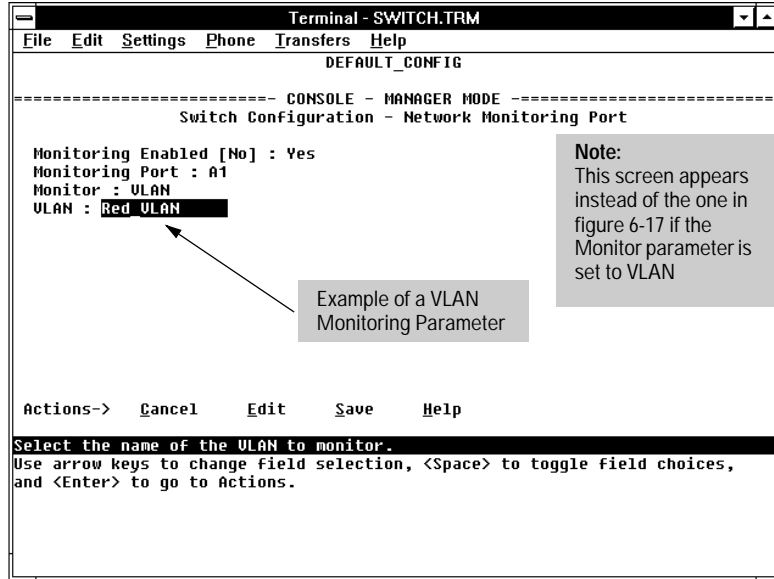 Terminal - SWITCH.TRM
File Edit Settings Phone Transfers Help
DEFAULT_CONFIG
==========================- CONSOLE - MANAGER MODE -==========================
Switch Configuration - Network Monitoring Port
Monitoring Enabled [No] : Yes
Monitoring Port : A1
Monitor : VLAN
VLAN : Red_VLAN
Note:
This screen appears
instead of the one in
figure 6-17 if the
Monitor parameter is
set to VLAN
Example of a VLAN
Monitoring Parameter
Actions-> Cancel Edit Save Help
Select the name of the VLAN to monitor.
Use arrow keys to change field selection, <Space> to toggle field choices,
and <Enter> to go to Actions.